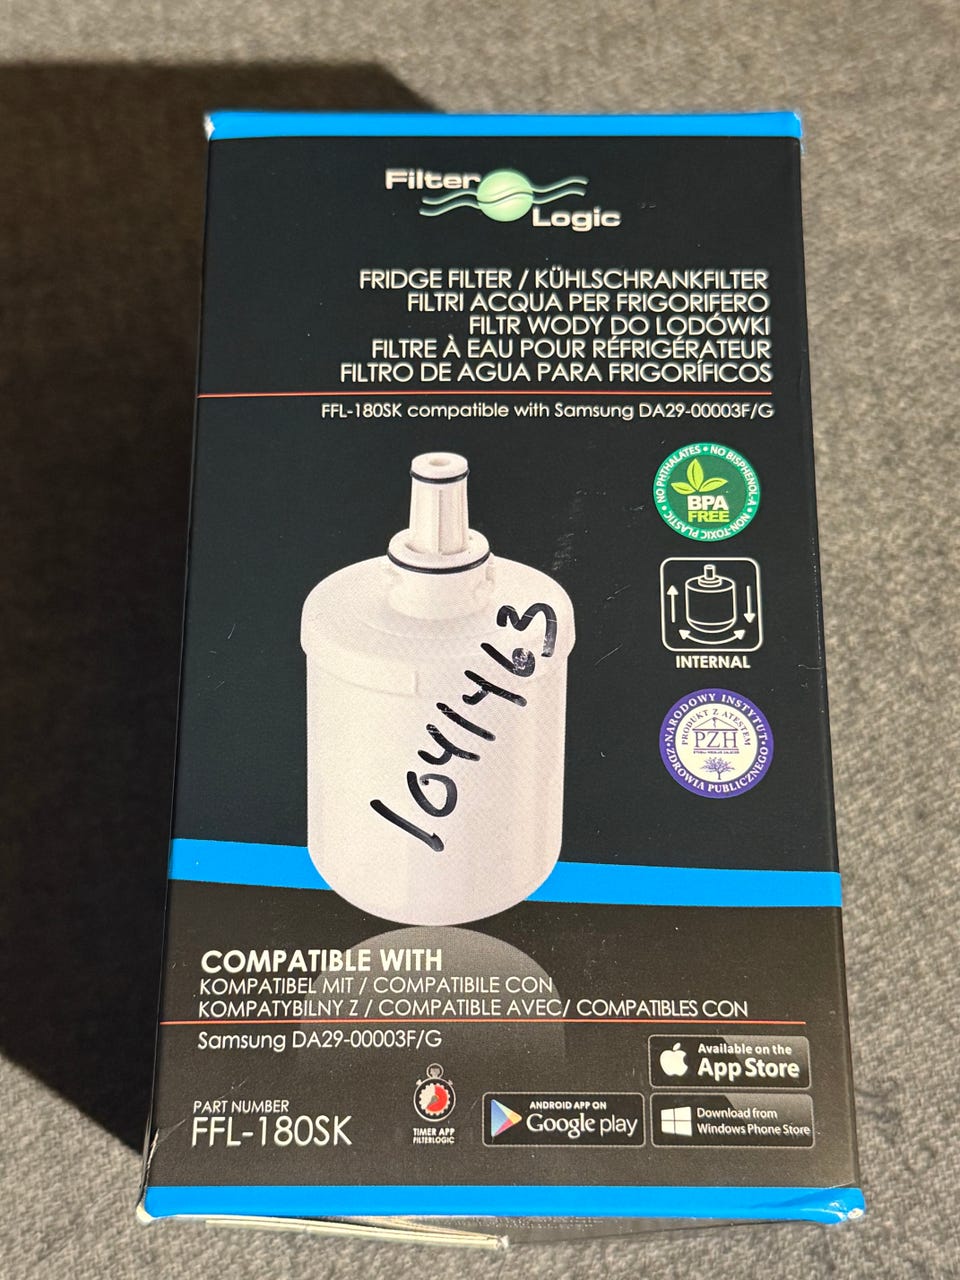 Filter
Logic
FRIDGE FILTER / KÜHLSCHRANKFILTER
FILTRI ACQUA PER FRIGORIFERO
FILTR WODY DO LODÓWKI
FILTRE À EAU POUR RÉFRIGÉRATEUR
FILTRO DE AGUA PARA FRIGORÍFICOS
FFL-180SK compatible with Samsung DA29-00003F/G
NO PHTHALATES • NO BISPHENOL-A • NON-TOXIC PLASTIC •
BPA
FREE
INTERNAL
NARODOWY INSTYTUT
ZDROWIA PUBLICZNEGO
PRODUKT Z ATESTEM
PZH
1041463
COMPATIBLE WITH
KOMPATIBEL MIT / COMPATIBILE CON
KOMPATYBILNY Z / COMPATIBLE AVEC/ COMPATIBLES CON
Samsung DA29-00003F/G
PART NUMBER
FFL-180SK
TIMER APP
FILTERLOGIC
ANDROID APP ON
Google play
Available on the
App Store
Download from
Windows Phone Store